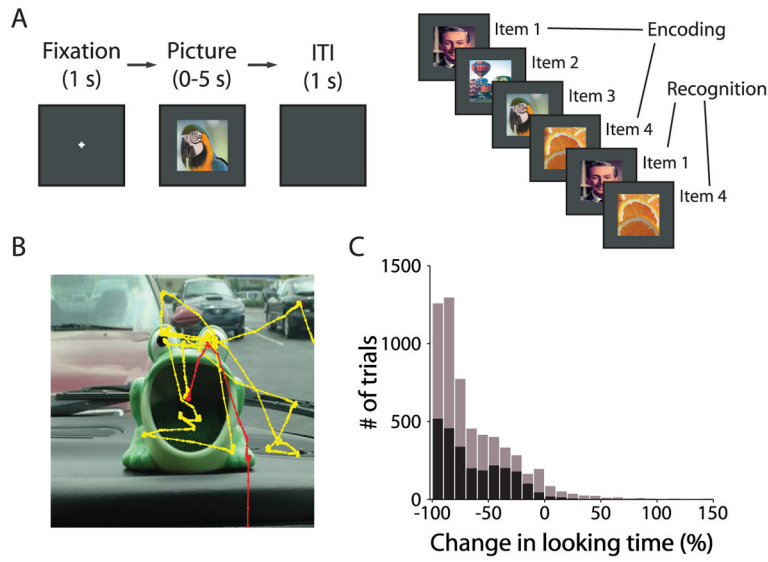 A
Fixation
(1 s)
Picture
(0-5 s)
ITI
(1 s)
Item 1
Item 2
Item 3
Item 4
Item 1
Item 4
Encoding
Recognition
B
C
1500
1000
500
0
-100
-50
0
50
100
150
# of trials
Change in looking time (%)